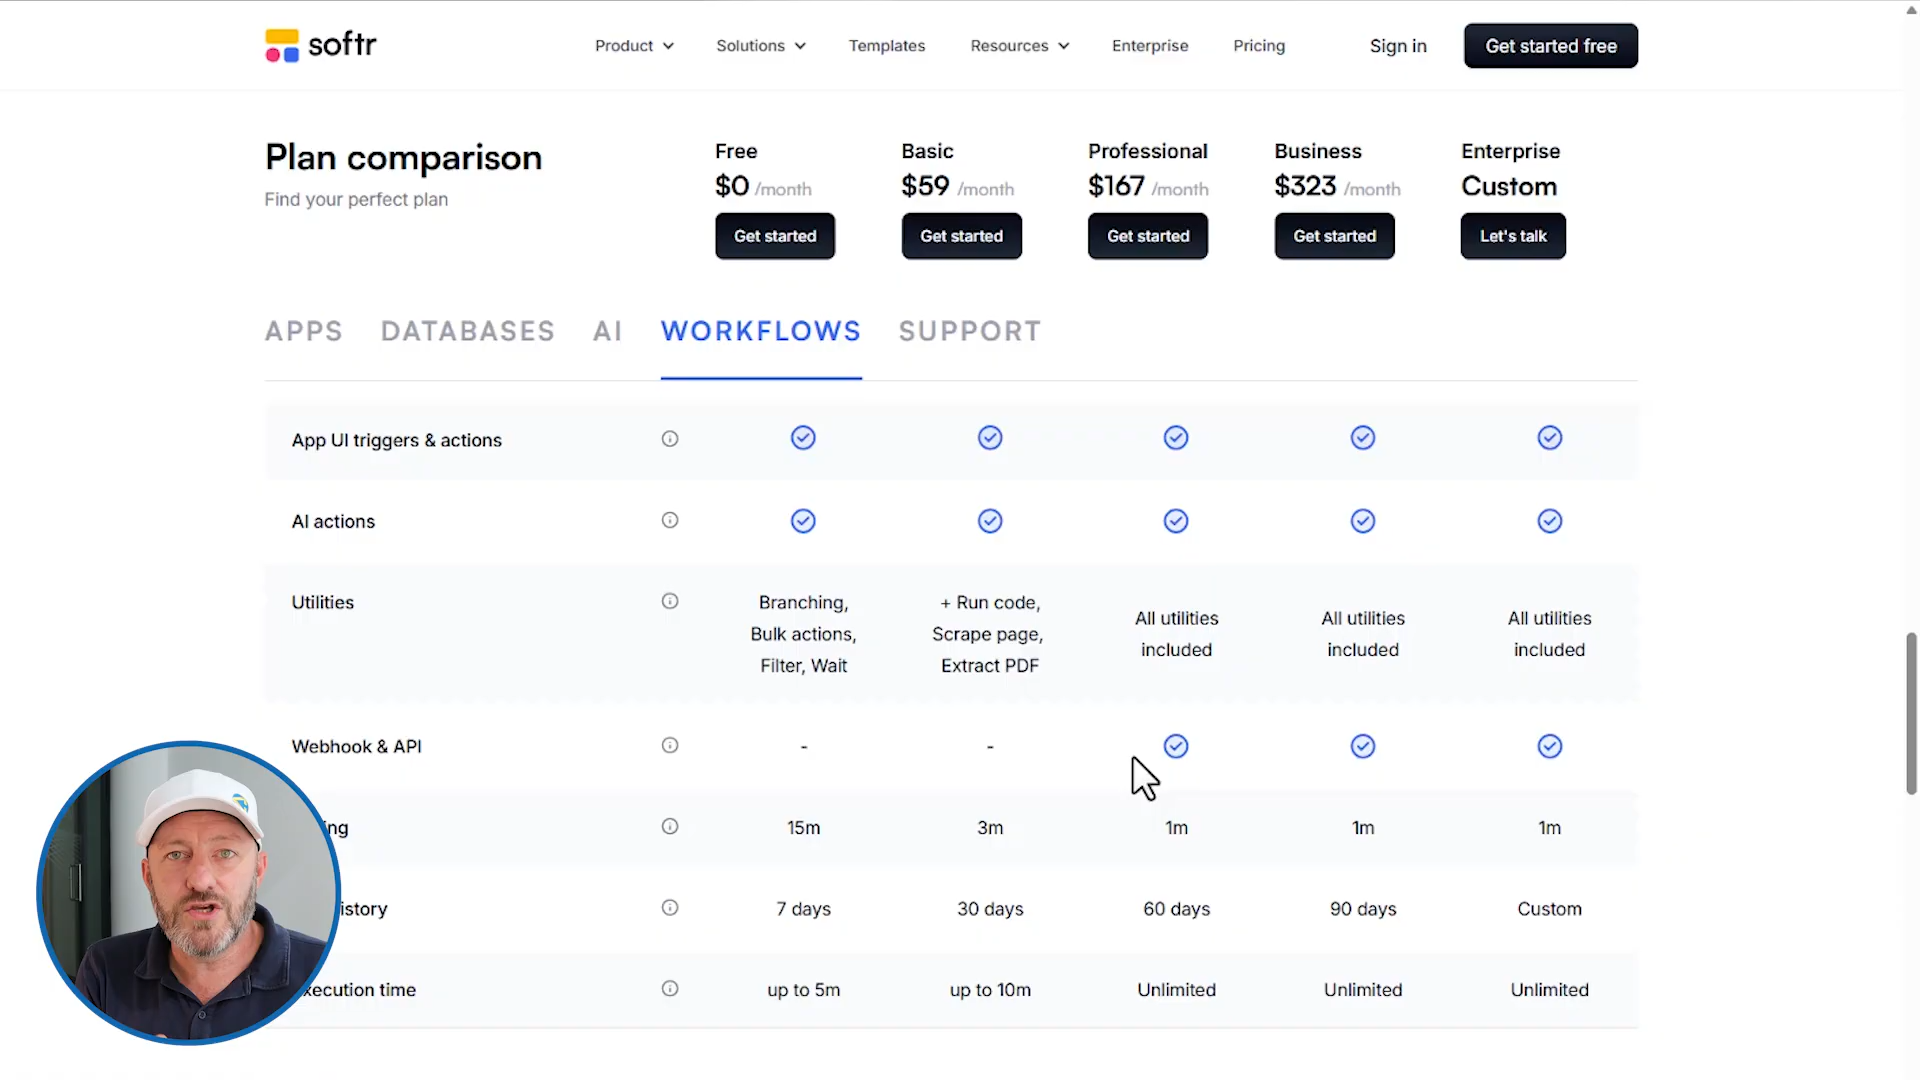 softr
Product
Solutions
Templates
Resources
Enterprise
Pricing
Sign in
Get started free
Plan comparison
Find your perfect plan
Free
$0 /month
Get started
Basic
$59 /month
Get started
Professional
$167 /month
Get started
Business
$323 /month
Get started
Enterprise
Custom
Let's talk
APPS DATABASES AI WORKFLOWS SUPPORT
App UI triggers & actions
AI actions
Utilities
Branching,
Bulk actions,
Filter, Wait
+ Run code,
Scrape page,
Extract PDF
All utilities
included
All utilities
included
All utilities
included
Webhook & API - -
15m 3m 1m 1m 1m
7 days 30 days 60 days 90 days Custom
time up to 5m up to 10m Unlimited Unlimited Unlimited